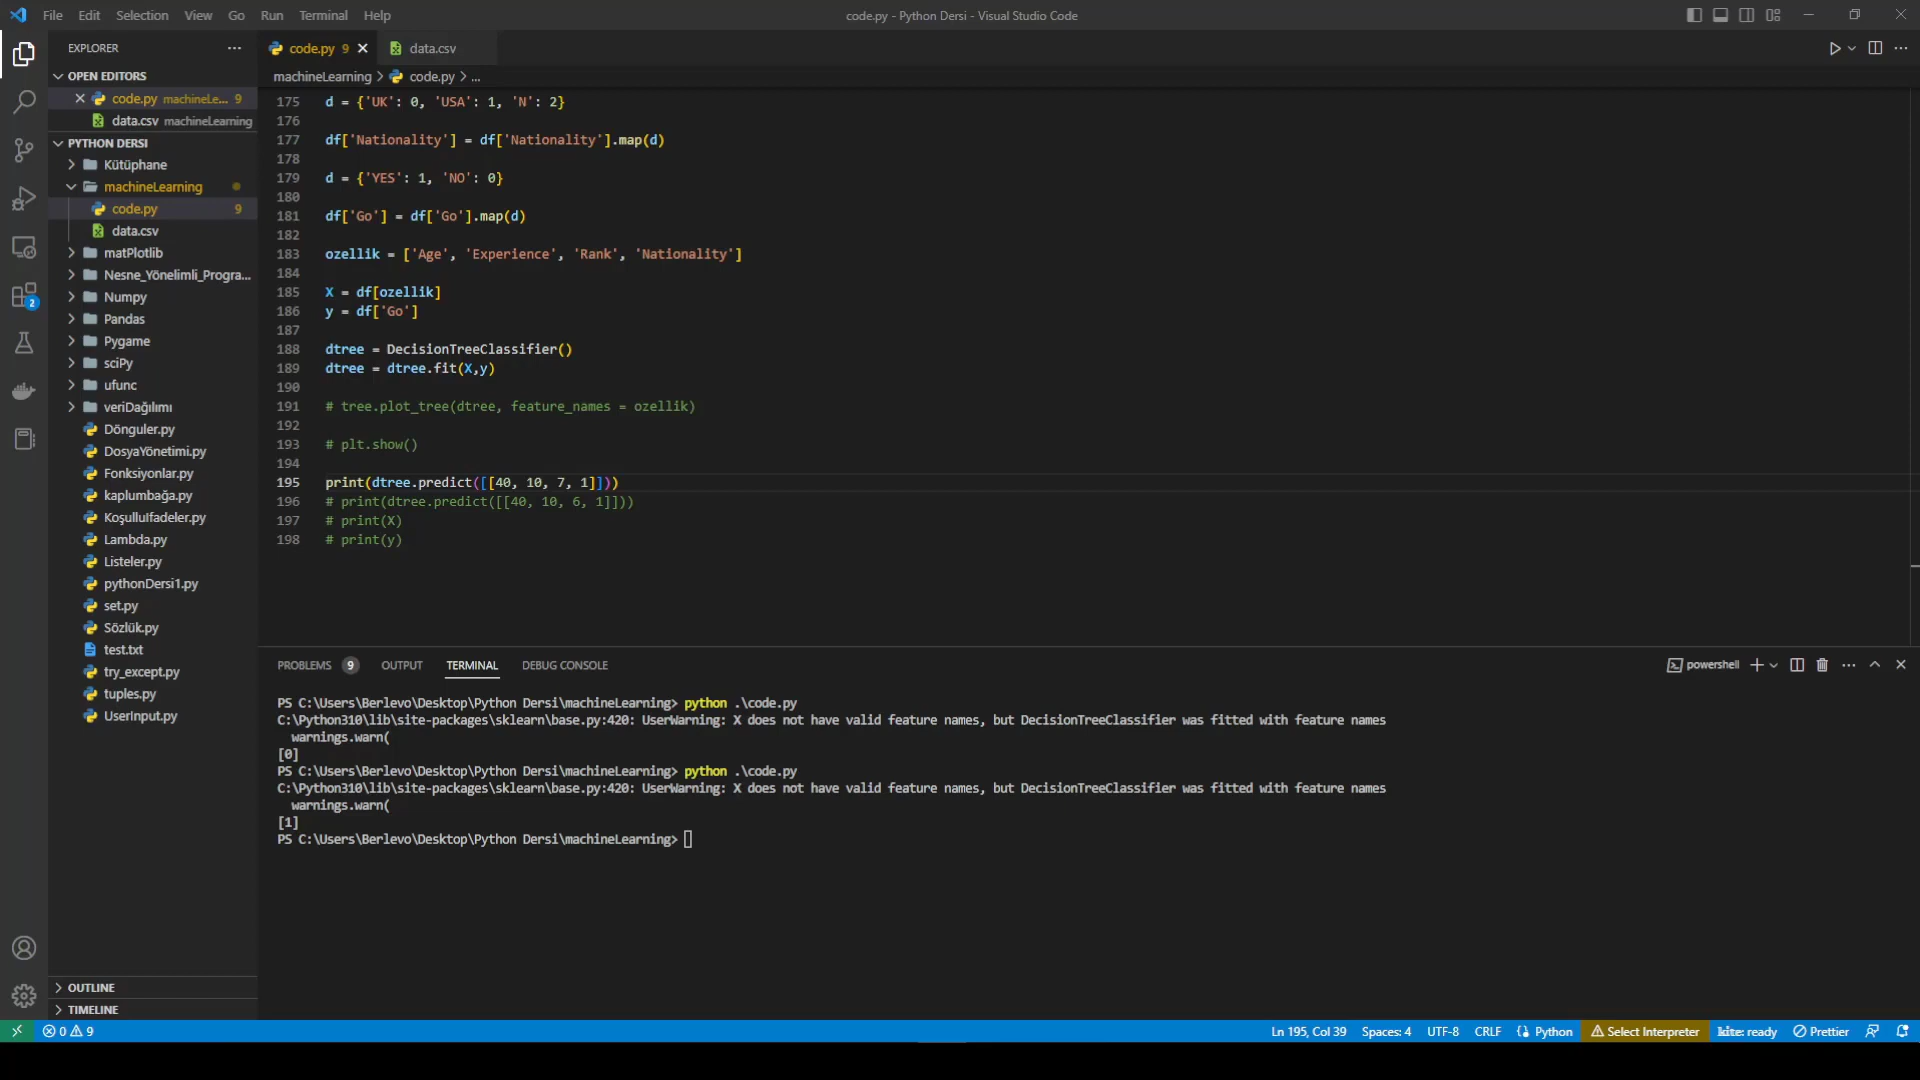 File Edit Selection View Go Run Terminal Help
code.py - Python Dersi - Visual Studio Code
EXPLORER
OPEN EDITORS
code.py machineLe... 9
data.csv machineLearning
PYTHON DERSI
Kütüphane
machineLearning
code.py 9
data.csv
matPlotlib
Nesne_Yönelimli_Progra...
Numpy
Pandas
Pygame
sciPy
ufunc
veriDağılımı
Dönguler.py
DosyaYönetimi.py
Fonksiyonlar.py
kaplumbağa.py
KoşulluIfadeler.py
Lambda.py
Listeler.py
pythonDersi1.py
set.py
Sözlük.py
test.txt
try_except.py
tuples.py
UserInput.py
OUTLINE
TIMELINE
2
code.py 9
data.csv
machineLearning > code.py > ...
175 d = {'UK': 0, 'USA': 1, 'N': 2}
176
177 df['Nationality'] = df['Nationality'].map(d)
178
179 d = {'YES': 1, 'NO': 0}
180
181 df['Go'] = df['Go'].map(d)
182
183 ozellik = ['Age', 'Experience', 'Rank', 'Nationality']
184
185 X = df[ozellik]
186 y = df['Go']
187
188 dtree = DecisionTreeClassifier()
189 dtree = dtree.fit(X,y)
190
191 # tree.plot_tree(dtree, feature_names = ozellik)
192
193 # plt.show()
194
195 print(dtree.predict([[40, 10, 7, 1]]))
196 # print(dtree.predict([[40, 10, 6, 1]]))
197 # print(X)
198 # print(y)
PROBLEMS 9 OUTPUT TERMINAL DEBUG CONSOLE
powershell
PS C:\Users\Berlevo\Desktop\Python Dersi\machineLearning> python .\code.py
C:\Python310\lib\site-packages\sklearn\base.py:420: UserWarning: X does not have valid feature names, but DecisionTreeClassifier was fitted with feature names
warnings.warn(
[0]
PS C:\Users\Berlevo\Desktop\Python Dersi\machineLearning> python .\code.py
C:\Python310\lib\site-packages\sklearn\base.py:420: UserWarning: X does not have valid feature names, but DecisionTreeClassifier was fitted with feature names
warnings.warn(
[1]
PS C:\Users\Berlevo\Desktop\Python Dersi\machineLearning>
0 9
Ln 195, Col 39 Spaces: 4 UTF-8 CRLF Python Select Interpreter kite: ready Prettier